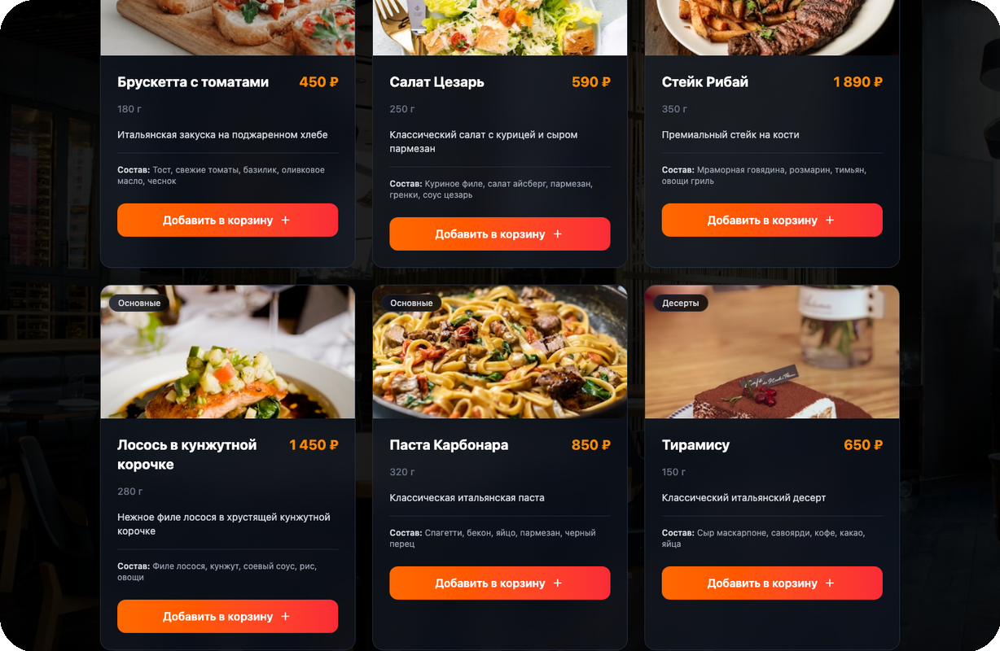 Брускетта с томатами
450 ₽
180 г
Итальянская закуска на поджаренном хлебе
Состав: Тост, свежие томаты, базилик, оливковое
масло, чеснок
Добавить в корзину +
Салат Цезарь
590 ₽
250 г
Классический салат с курицей и сыром
пармезан
Состав: Куриное филе, салат айсберг, пармезан,
гренки, соус цезарь
Добавить в корзину +
Стейк Рибай
1 890 ₽
350 г
Премиальный стейк на кости
Состав: Мраморная говядина, розмарин, тимьян,
овощи гриль
Добавить в корзину +
Основные
Лосось в кунжутной
корочке
1 450 ₽
280 г
Нежное филе лосося в хрустящей кунжутной
корочке
Состав: Филе лосося, кунжут, соевый соус, рис,
овощи
Добавить в корзину +
Основные
Паста Карбонара
850 ₽
320 г
Классическая итальянская паста
Состав: Спагетти, бекон, яйцо, пармезан, черный
перец
Добавить в корзину +
Десерты
Тирамису
650 ₽
150 г
Классический итальянский десерт
Состав: Сыр маскарпоне, савоярди, кофе, какао,
яйца
Добавить в корзину +